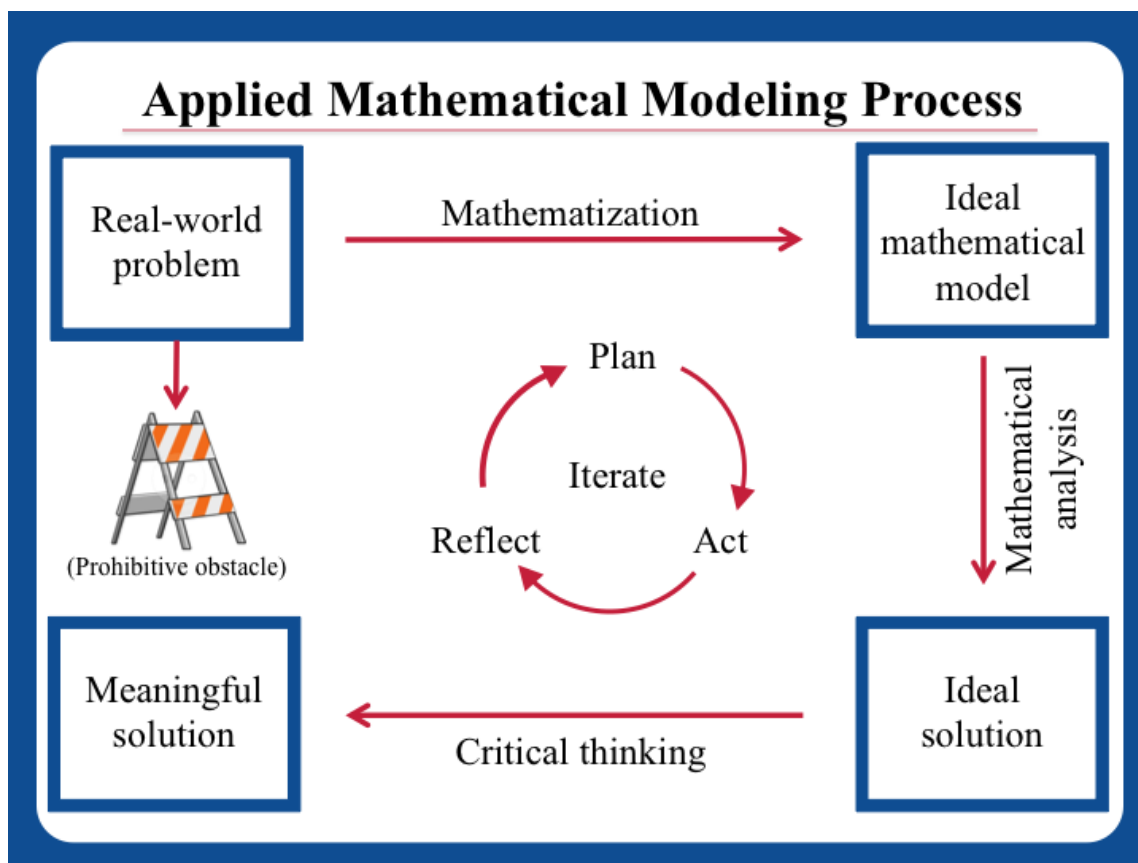 Applied Mathematical Modeling Process
Real-world
problem
Mathematization
Ideal
mathematical
model
Plan
Iterate
Reflect
Act
Mathematical
analysis
(Prohibitive obstacle)
Meaningful
solution
Critical thinking
Ideal
solution